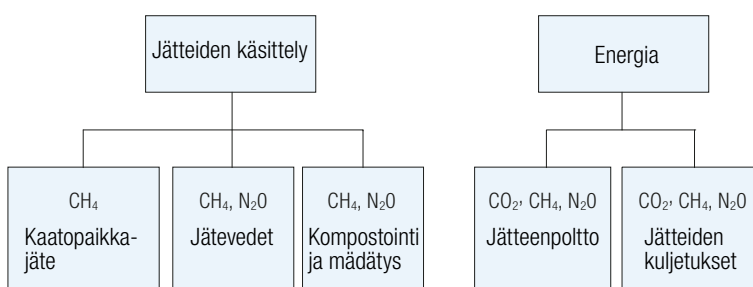 Jätteiden käsittely
Energia
CH₄
Kaatopaikka-
jäte
CH₄, N₂O
Jätevedet
CH₄, N₂O
Kompostointi
ja mädätys
CO₂, CH₄, N₂O
Jätteenpoltto
CO₂, CH₄, N₂O
Jätteiden
kuljetukset